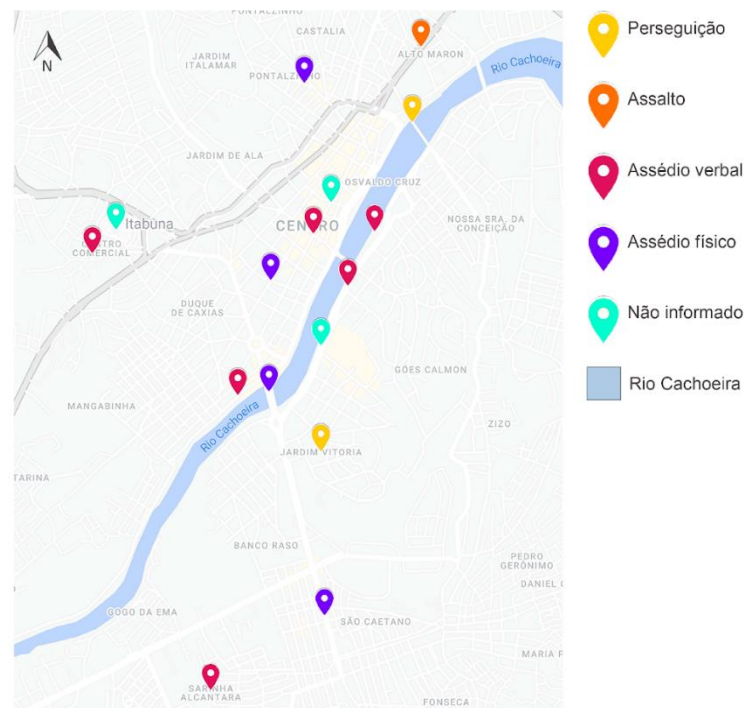 PONTALZINHO
CASTALIA
ALTO MARON
JARDIM
ITALAMAR
PONTALZINHO
N
Rio Cachoeira
JARDIM DE ALA
OSVALDO CRUZ
Itabuna
CENTRO
NOSSA SRA. DA
CONCEIÇÃO
CENTRO
COMERCIAL
DUQUE
DE CAXIAS
GÓES CALMON
MANGABINHA
Rio Cachoeira
ZIZO
JARDIM VITORIA
TARINA
BANCO RASO
PEDRO
GERÔNIMO
DANIEL
GOGO DA EMA
SÃO CAETANO
MARIA
SARINHA
ALCANTARA
FONSECA
Perseguição
Assalto
Assédio verbal
Assédio físico
Não informado
Rio Cachoeira